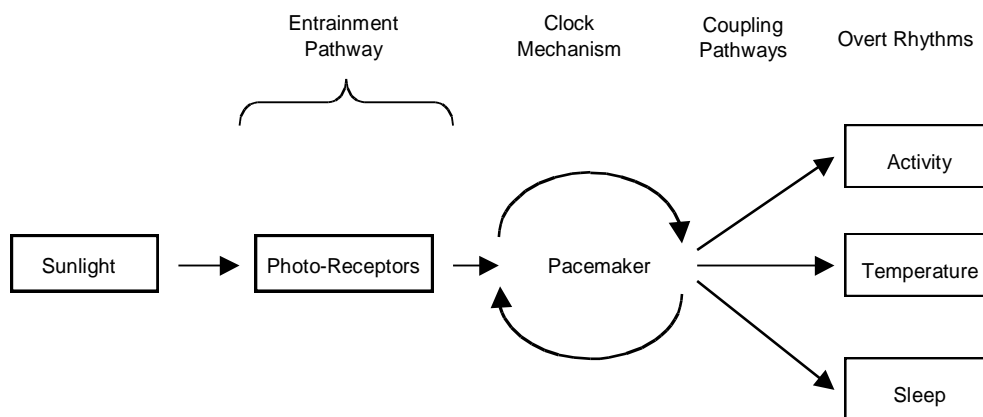 Entrainment
Pathway
Clock
Mechanism
Coupling
Pathways
Overt Rhythms
Activity
Sunlight
Photo-Receptors
Pacemaker
Temperature
Sleep